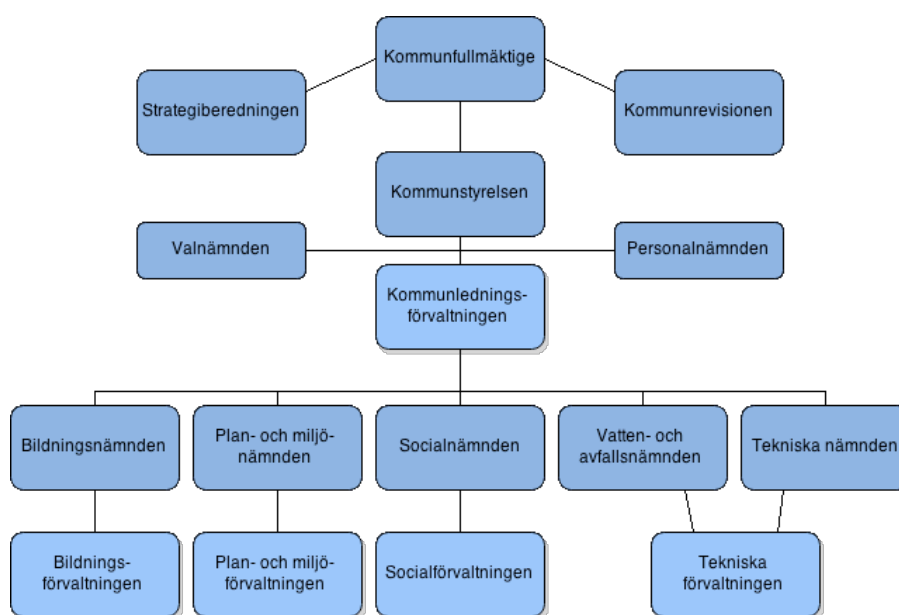 Kommunfullmäktige
Strategiberedningen
Kommunrevisionen
Kommunstyrelsen
Valnämnden
Personalnämnden
Kommunlednings-
förvaltningen
Bildningsnämnden
Plan- och miljö-
nämnden
Socialnämnden
Vatten- och
avfallsnämnden
Tekniska nämnden
Bildnings-
förvaltningen
Plan- och miljö-
förvaltningen
Socialförvaltningen
Tekniska
förvaltningen